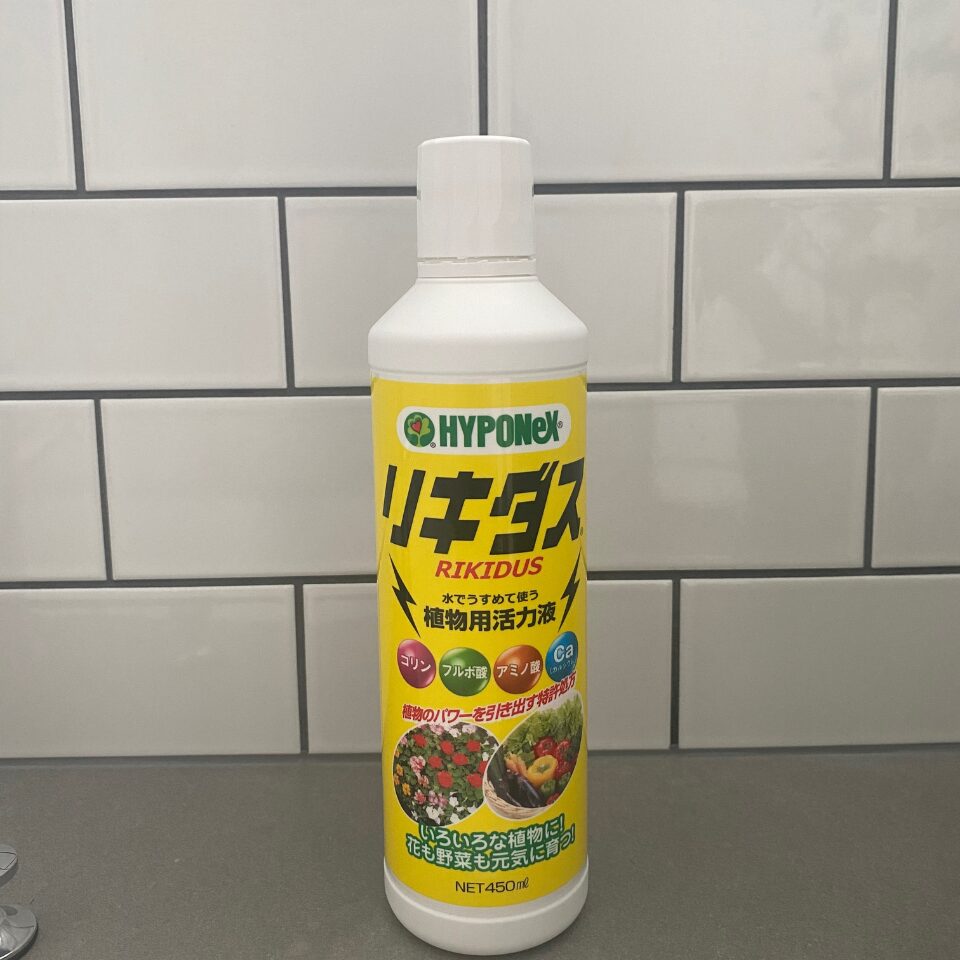 HYPONeX
リキダス
RIKIDUS
水でうすめて使う
植物用活力液
コリン
フルボ酸
アミノ酸
Ca
植物のパワーを引き出す特許処方
いろいろな植物に!
花も野菜も元気に育つ!
NET450㎖